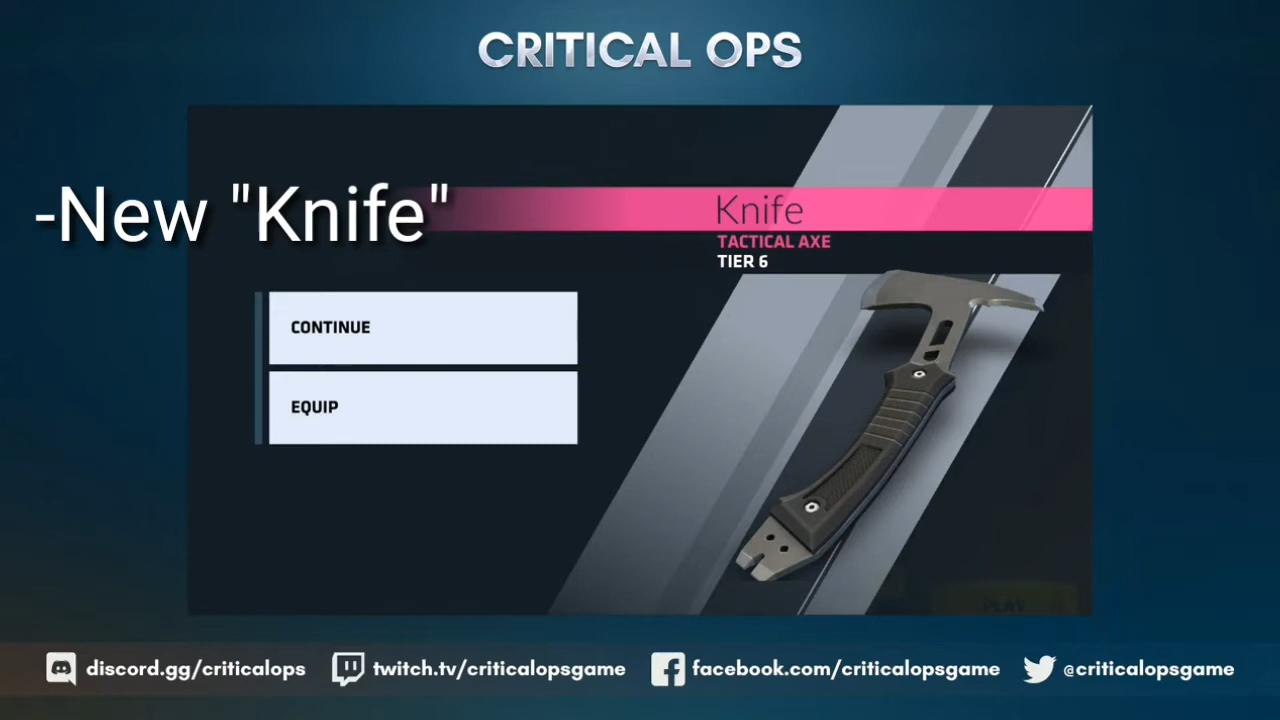 CRITICAL OPS
-New "Knife"
Knife
TACTICAL AXE
TIER 6
CONTINUE
EQUIP
PLAY
discord.gg/criticalops
twitch.tv/criticalopsgame
facebook.com/criticalopsgame
@criticalopsgame